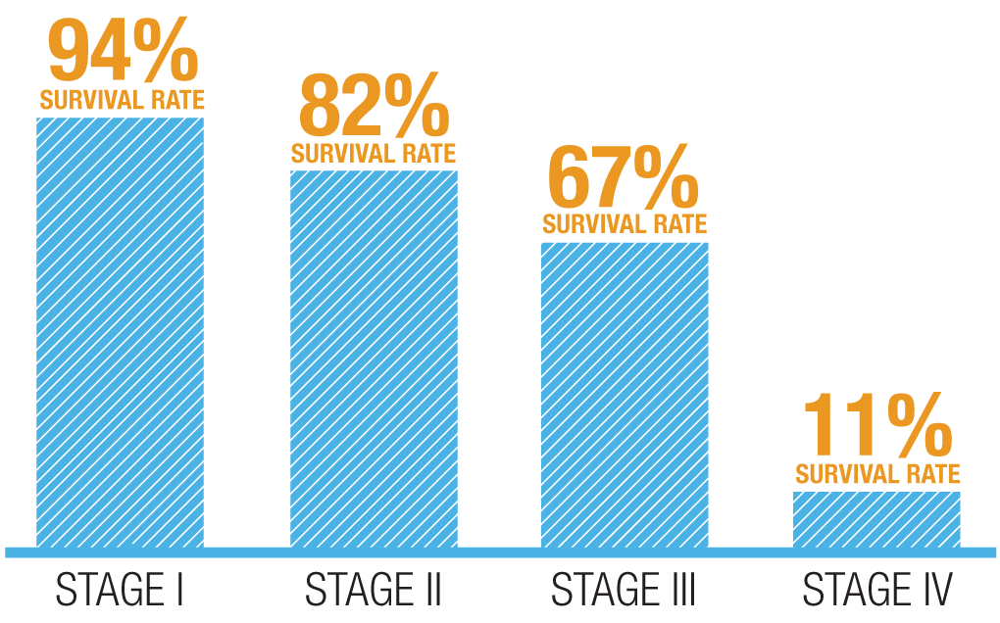 94%
SURVIVAL RATE
82%
SURVIVAL RATE
67%
SURVIVAL RATE
11%
SURVIVAL RATE
STAGE I
STAGE II
STAGE III
STAGE IV